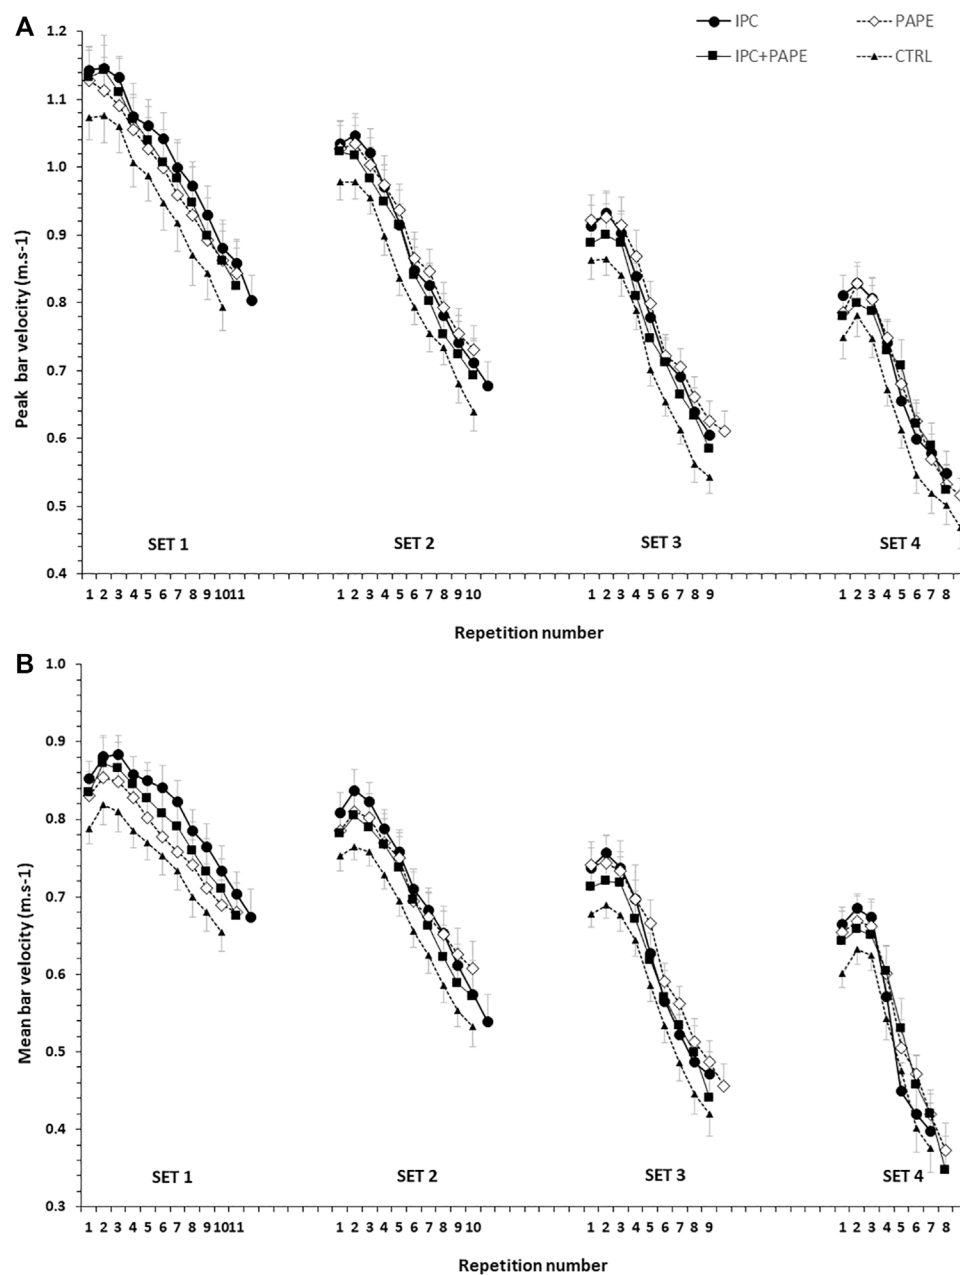 A
IPC
PAPE
IPC+PAPE
CTRL
1.2
1.1
1.0
0.9
0.8
0.7
0.6
0.5
0.4
Peak bar velocity (m.s-1)
SET 1
SET 2
SET 3
SET 4
1 2 3 4 5 6 7 8 9 10 11
1 2 3 4 5 6 7 8 9 10
1 2 3 4 5 6 7 8 9
1 2 3 4 5 6 7 8
Repetition number
B
1.0
0.9
0.8
0.7
0.6
0.5
0.4
0.3
Mean bar velocity (m.s-1)
SET 1
SET 2
SET 3
SET 4
1 2 3 4 5 6 7 8 9 10 11
1 2 3 4 5 6 7 8 9 10
1 2 3 4 5 6 7 8 9
1 2 3 4 5 6 7 8
Repetition number